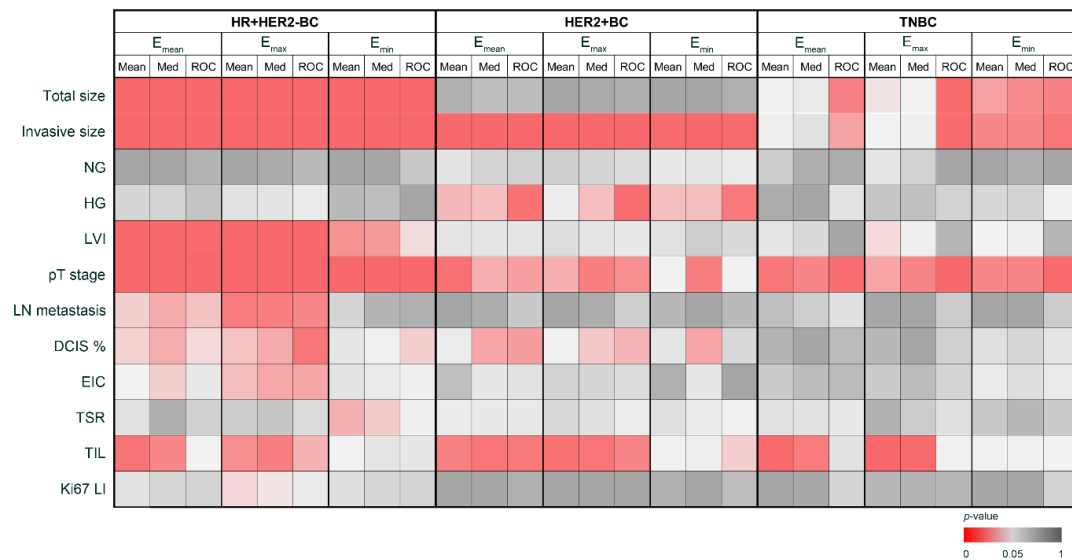 HR+HER2-BC HER2+BC TNBC
Emean Emax Emin Emean Emax Emin Emean Emax Emin
Mean Med ROC Mean Med ROC Mean Med ROC Mean Med ROC Mean Med ROC Mean Med ROC Mean Med ROC Mean Med ROC Mean Med ROC
Total size
Invasive size
NG
HG
LVI
pT stage
LN metastasis
DCIS %
EIC
TSR
TIL
Ki67 LI
p-value
0 0.05 1